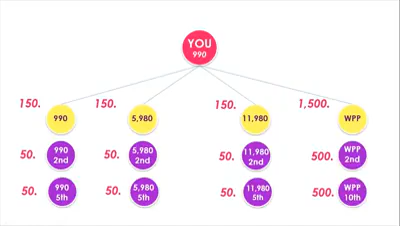 YOU
990
150. 150. 150. 1,500.
990 5,980 11,980 WPP
50. 50. 50. 500.
990 5,980 11,980 WPP
2nd 2nd 2nd 2nd
50. 50. 50. 500.
990 5,980 11,980 WPP
5th 5th 5th 10th